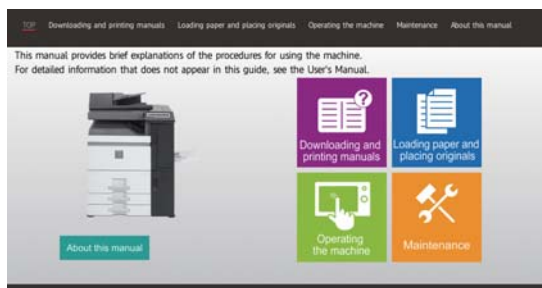 TOP Downloading and printing manuals Loading paper and placing originals Operating the machine Maintenance About this manual
This manual provides brief explanations of the procedures for using the machine.
For detailed information that does not appear in this guide, see the User's Manual.
Downloading and
printing manuals
Loading paper and
placing originals
About this manual
Operating
the machine
Maintenance